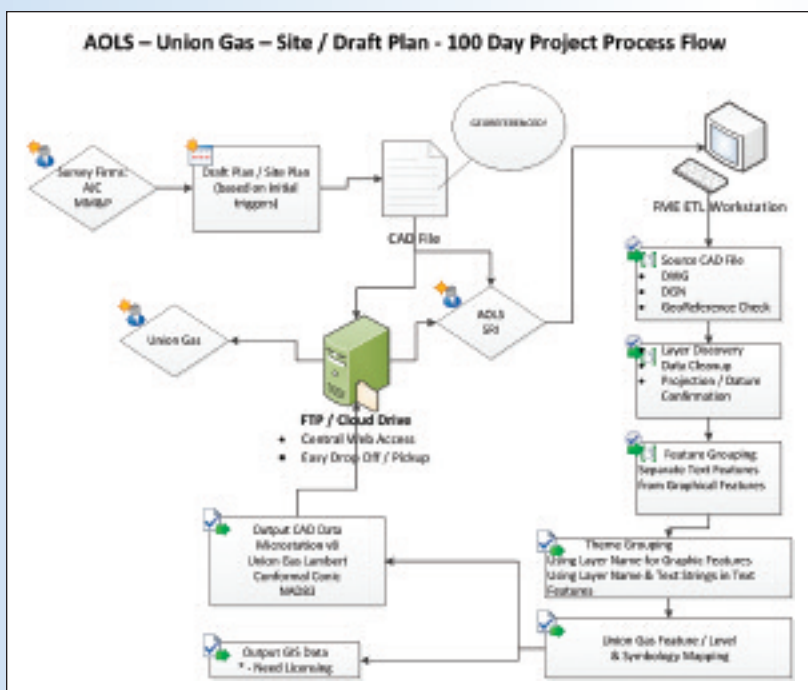 AOLS – Union Gas – Site / Draft Plan - 100 Day Project Process Flow
GEOREFERENCED?
Survey Firms:
AIC
Draft Plan / Site Plan
(based on initial
triggers)
CAD File
ETL Workstation
Source CAD File
DWG
DGN
GeoReference Check
AOLS
SRI
Union Gas
Layer Discovery
Data Cleanup
Projection / Datum
Confirmation
FTP / Cloud Drive
Central Web Access
Easy Drop Off / Pickup
Feature Grouping:
Separate Text Features
from Graphical Features
Output CAD Data
Microstation v8
Union Gas Lambert
Conformal Conic
NAD83
Theme Grouping
Using Layer Name for Graphic Features
Using Layer Name & Text Strings in Text
Features
Output GIS Data
* - Need Licensing
Union Gas Feature / Level
& Symbology Mapping